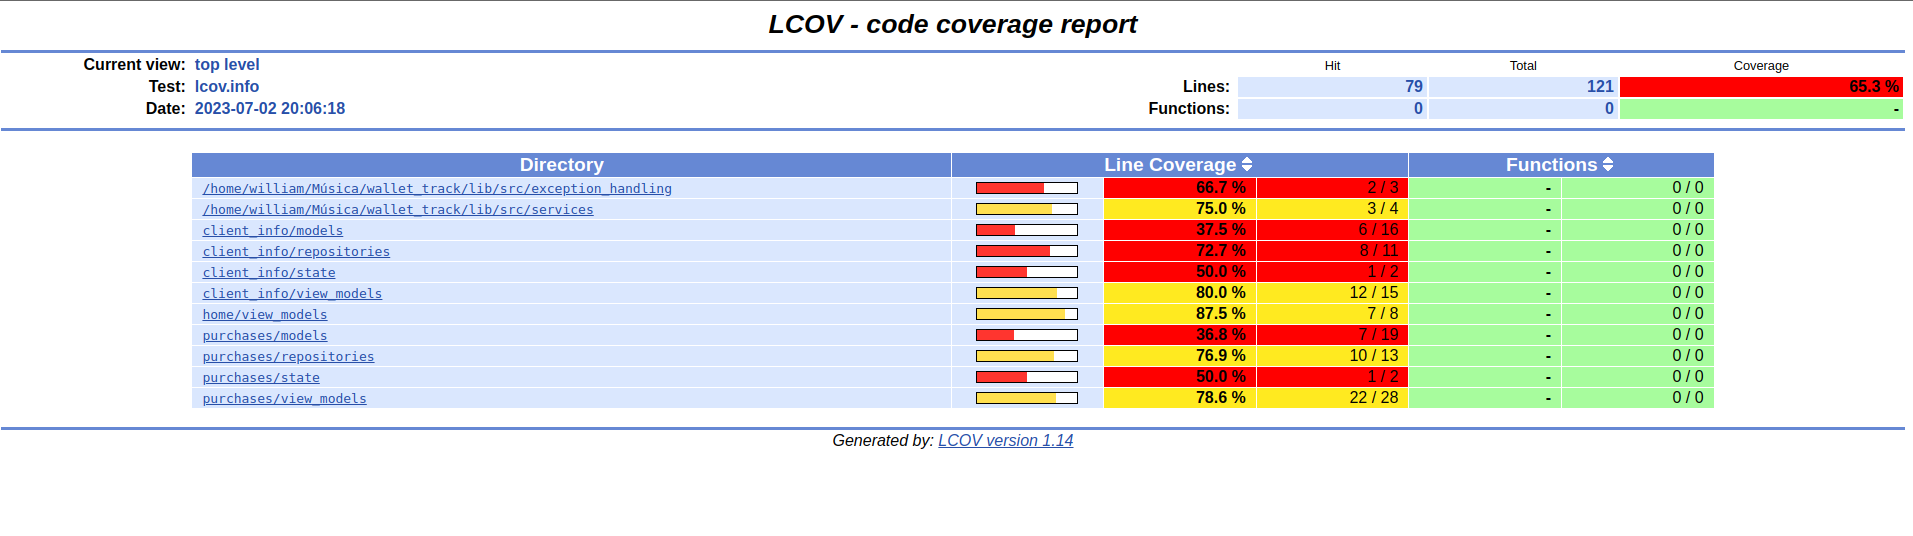 LCOV - code coverage report
Current view: top level
Hit Total Coverage
Test: lcov.info Lines: 79 121 65.3 %
Date: 2023-07-02 20:06:18 Functions: 0 0 -
Directory Line Coverage Functions
/home/william/Música/wallet_track/lib/src/exception_handling 66.7 % 2 / 3 - 0 / 0
/home/william/Música/wallet_track/lib/src/services 75.0 % 3 / 4 - 0 / 0
client_info/models 37.5 % 6 / 16 - 0 / 0
client_info/repositories 72.7 % 8 / 11 - 0 / 0
client_info/state 50.0 % 1 / 2 - 0 / 0
client_info/view_models 80.0 % 12 / 15 - 0 / 0
home/view_models 87.5 % 7 / 8 - 0 / 0
purchases/models 36.8 % 7 / 19 - 0 / 0
purchases/repositories 76.9 % 10 / 13 - 0 / 0
purchases/state 50.0 % 1 / 2 - 0 / 0
purchases/view_models 78.6 % 22 / 28 - 0 / 0
Generated by: LCOV version 1.14